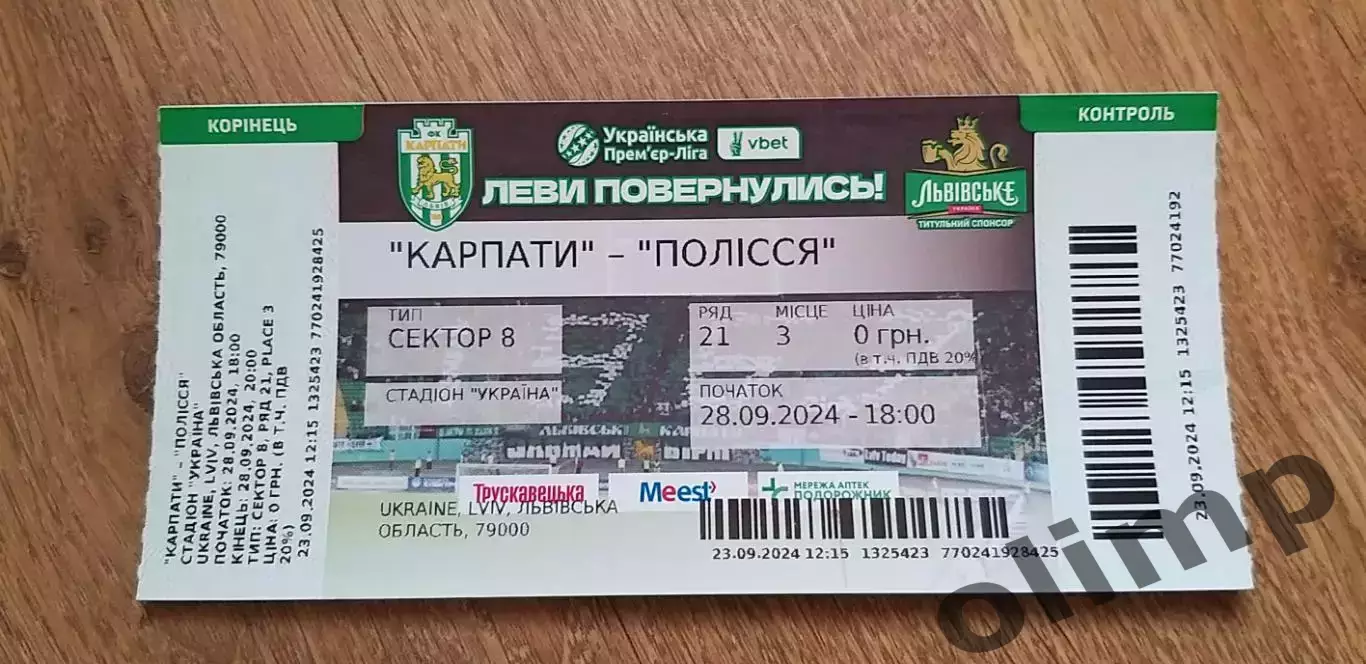 КОРІНЕЦЬ
"КАРПАТИ" – "ПОЛІССЯ"
СТАДІОН "УКРАЇНА"
UKRAINE, LVIV, ЛЬВІВСЬКА ОБЛАСТЬ, 79000
ПОЧАТОК: 28.09.2024, 18:00
КІНЕЦЬ: 28.09.2024, 20:00
ТИП: СЕКТОР 8, РЯД 21, PLACE 3
ЦІНА: 0 ГРН. (В Т.Ч. ПДВ
20%)
23.09.2024 12:15 1325423 770241928425
ФК
КАРПАТИ
ЛЬВІВ
Українська
Прем'єр-Ліга
vbet
ЛЕВИ ПОВЕРНУЛИСЬ!
ЛЬВІВСЬКЕ
УКРАЇНА
ТИТУЛЬНИЙ СПОНСОР
"КАРПАТИ" – "ПОЛІССЯ"
ТИП
СЕКТОР 8
РЯД МІСЦЕ ЦІНА
21 3 0 грн.
(в т.ч. ПДВ 20%
СТАДІОН "УКРАЇНА"
ПОЧАТОК
28.09.2024 - 18:00
ЛЬВІВСЬКІ КАРПАТИ
Трускавецька
Meest
МЕРЕЖА АПТЕК
ПОДОРОЖНИК
UKRAINE, LVIV, ЛЬВІВСЬКА
ОБЛАСТЬ, 79000
23.09.2024 12:15 1325423 770241928425
КОНТРОЛЬ
23.09.2024 12:15 1325423 77024192
olimp